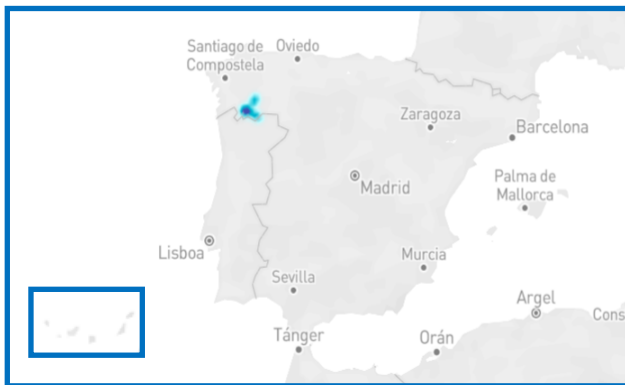 Santiago de
Compostela
Oviedo
Zaragoza
Barcelona
Madrid
Palma de
Mallorca
Lisboa
Murcia
Sevilla
Argel
Cons
Tánger
Orán